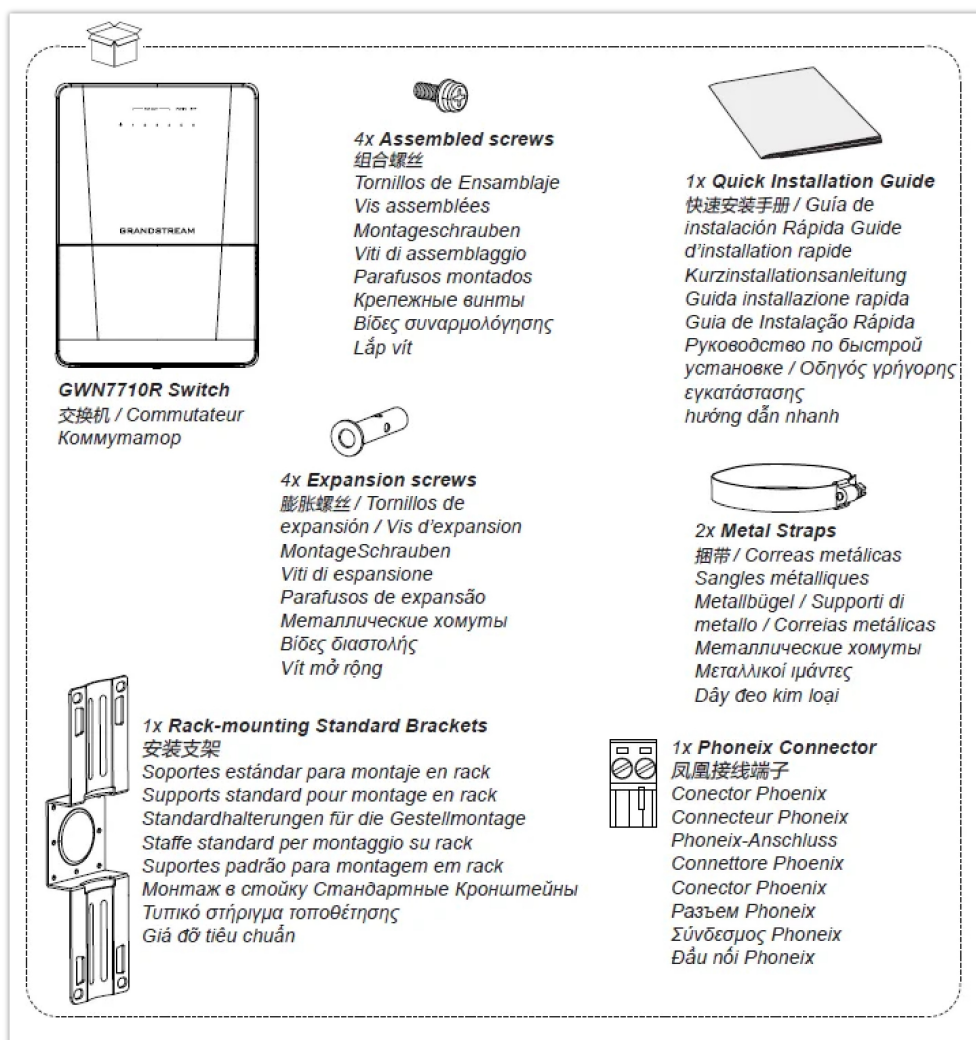 GRANDSTREAM
GWN7710R Switch
交换机 / Commutateur
Коммутатор
4x Assembled screws
组合螺丝
Tornillos de Ensamblaje
Vis assemblées
Montageschrauben
Viti di assemblaggio
Parafusos montados
Крепежные винты
Βίδες συναρμολόγησης
Lắp vít
1x Quick Installation Guide
快速安装手册 / Guía de
instalación Rápida Guide
d'installation rapide
Kurzinstallationsanleitung
Guida installazione rapida
Guia de Instalação Rápida
Руководство по быстрой
установке / Οδηγός γρήγορης
εγκατάστασης
hướng dẫn nhanh
4x Expansion screws
膨胀螺丝 / Tornillos de
expansión / Vis d'expansion
MontageSchrauben
Viti di espansione
Parafusos de expansão
Металлические хомуты
Βίδες διαστολής
Vít mở rộng
2x Metal Straps
捆带 / Correas metálicas
Sangles métalliques
Metallbügel / Supporti di
metallo / Correias metálicas
Металлические хомуты
Μεταλλικοί ιμάντες
Dây đeo kim loại
1x Rack-mounting Standard Brackets
安装支架
Soportes estándar para montaje en rack
Supports standard pour montage en rack
Standardhalterungen für die Gestellmontage
Staffe standard per montaggio su rack
Suportes padrão para montagem em rack
Монтаж в стойку Стандартные Кронштейны
Τυπικό στήριγμα τοποθέτησης
Giá đỡ tiêu chuẩn
1x Phoneix Connector
凤凰接线端子
Conector Phoenix
Connecteur Phoneix
Phoneix-Anschluss
Connettore Phoenix
Conector Phoenix
Разъем Phoneix
Σύνδεσμος Phoneix
Đầu nối Phoneix